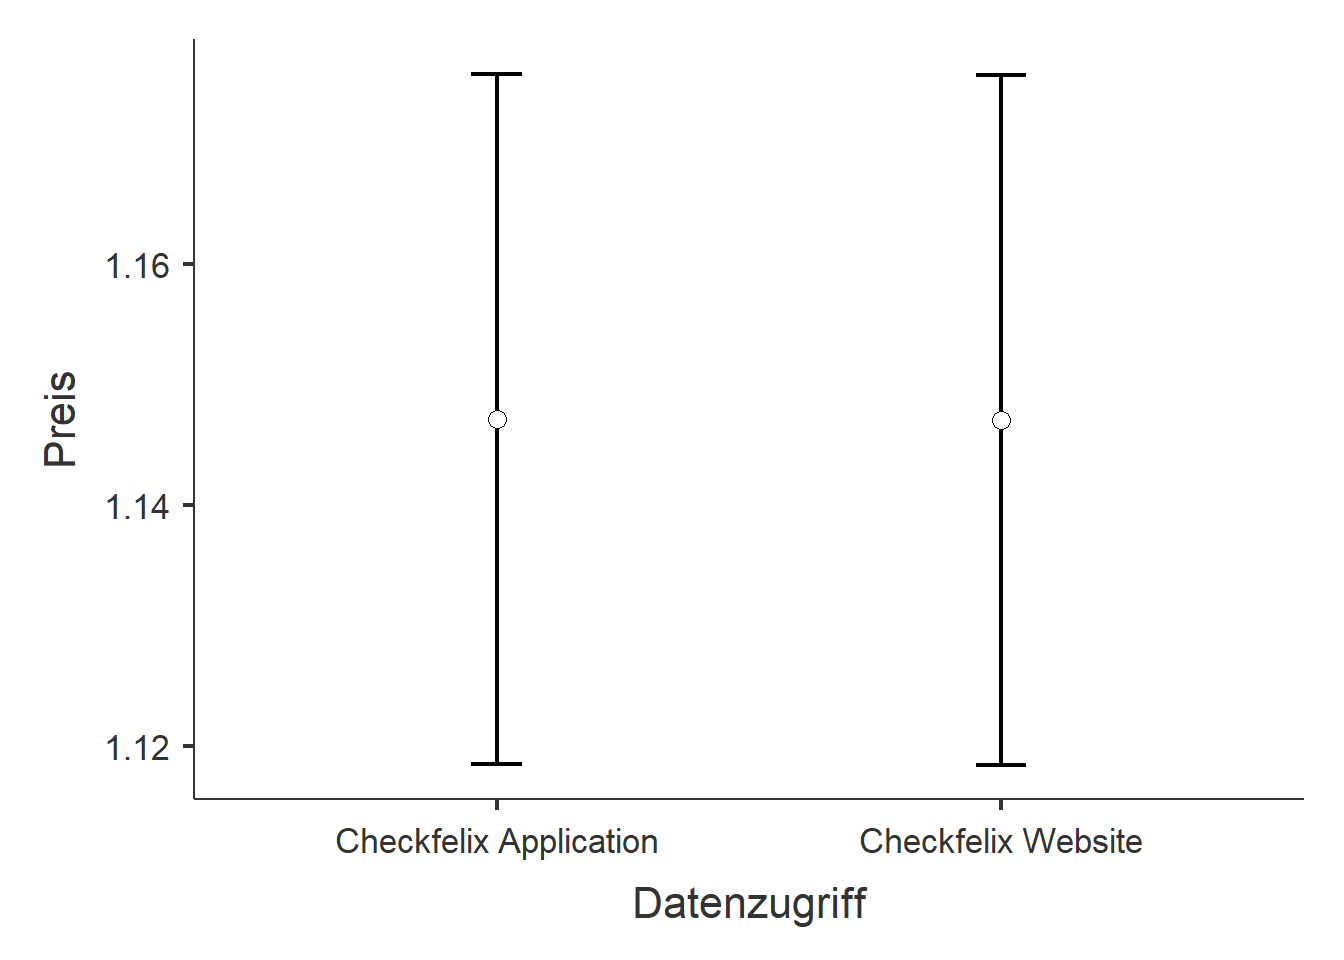 1.16
1.14
1.12
Preis
Checkfelix Application
Checkfelix Website
Datenzugriff